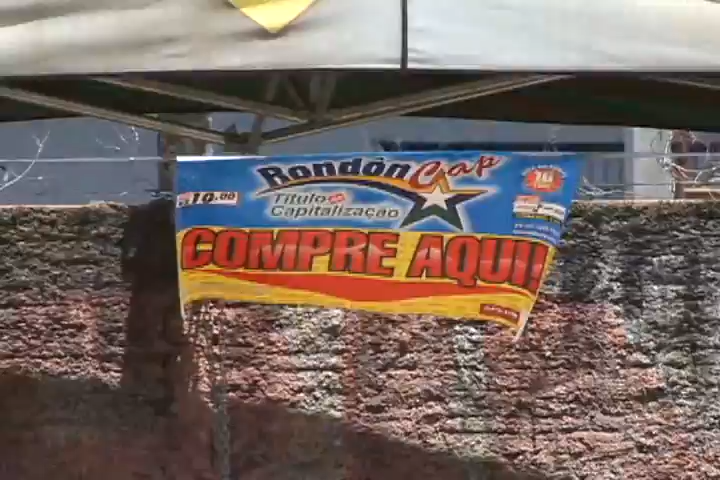 RondônCap
R$10,00
Título de
Capitalização
COMPRE AQUI!